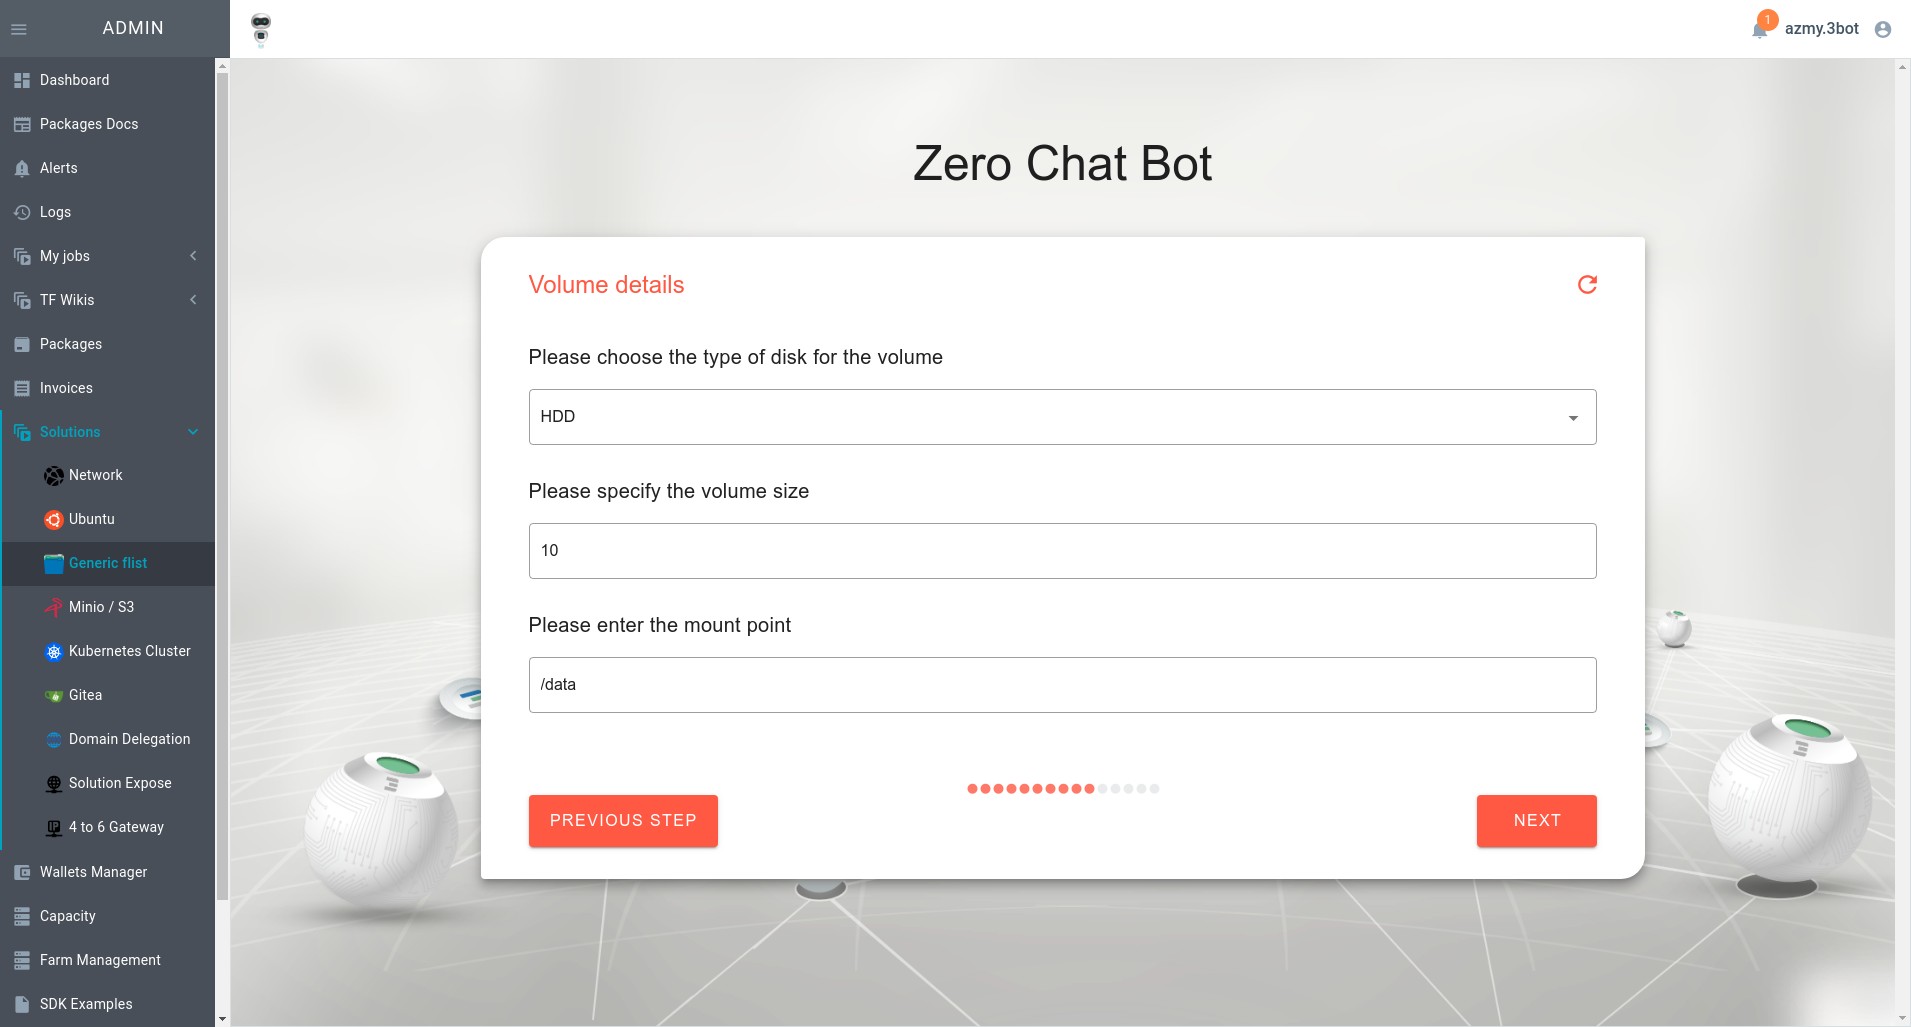 ADMIN
1
azmy.3bot
Dashboard
Packages Docs
Alerts
Logs
My jobs
TF Wikis
Packages
Invoices
Solutions
Network
Ubuntu
Generic flist
Minio / S3
Kubernetes Cluster
Gitea
Domain Delegation
Solution Expose
4 to 6 Gateway
Wallets Manager
Capacity
Farm Management
SDK Examples
Zero Chat Bot
Volume details
Please choose the type of disk for the volume
HDD
Please specify the volume size
10
Please enter the mount point
/data
PREVIOUS STEP
NEXT